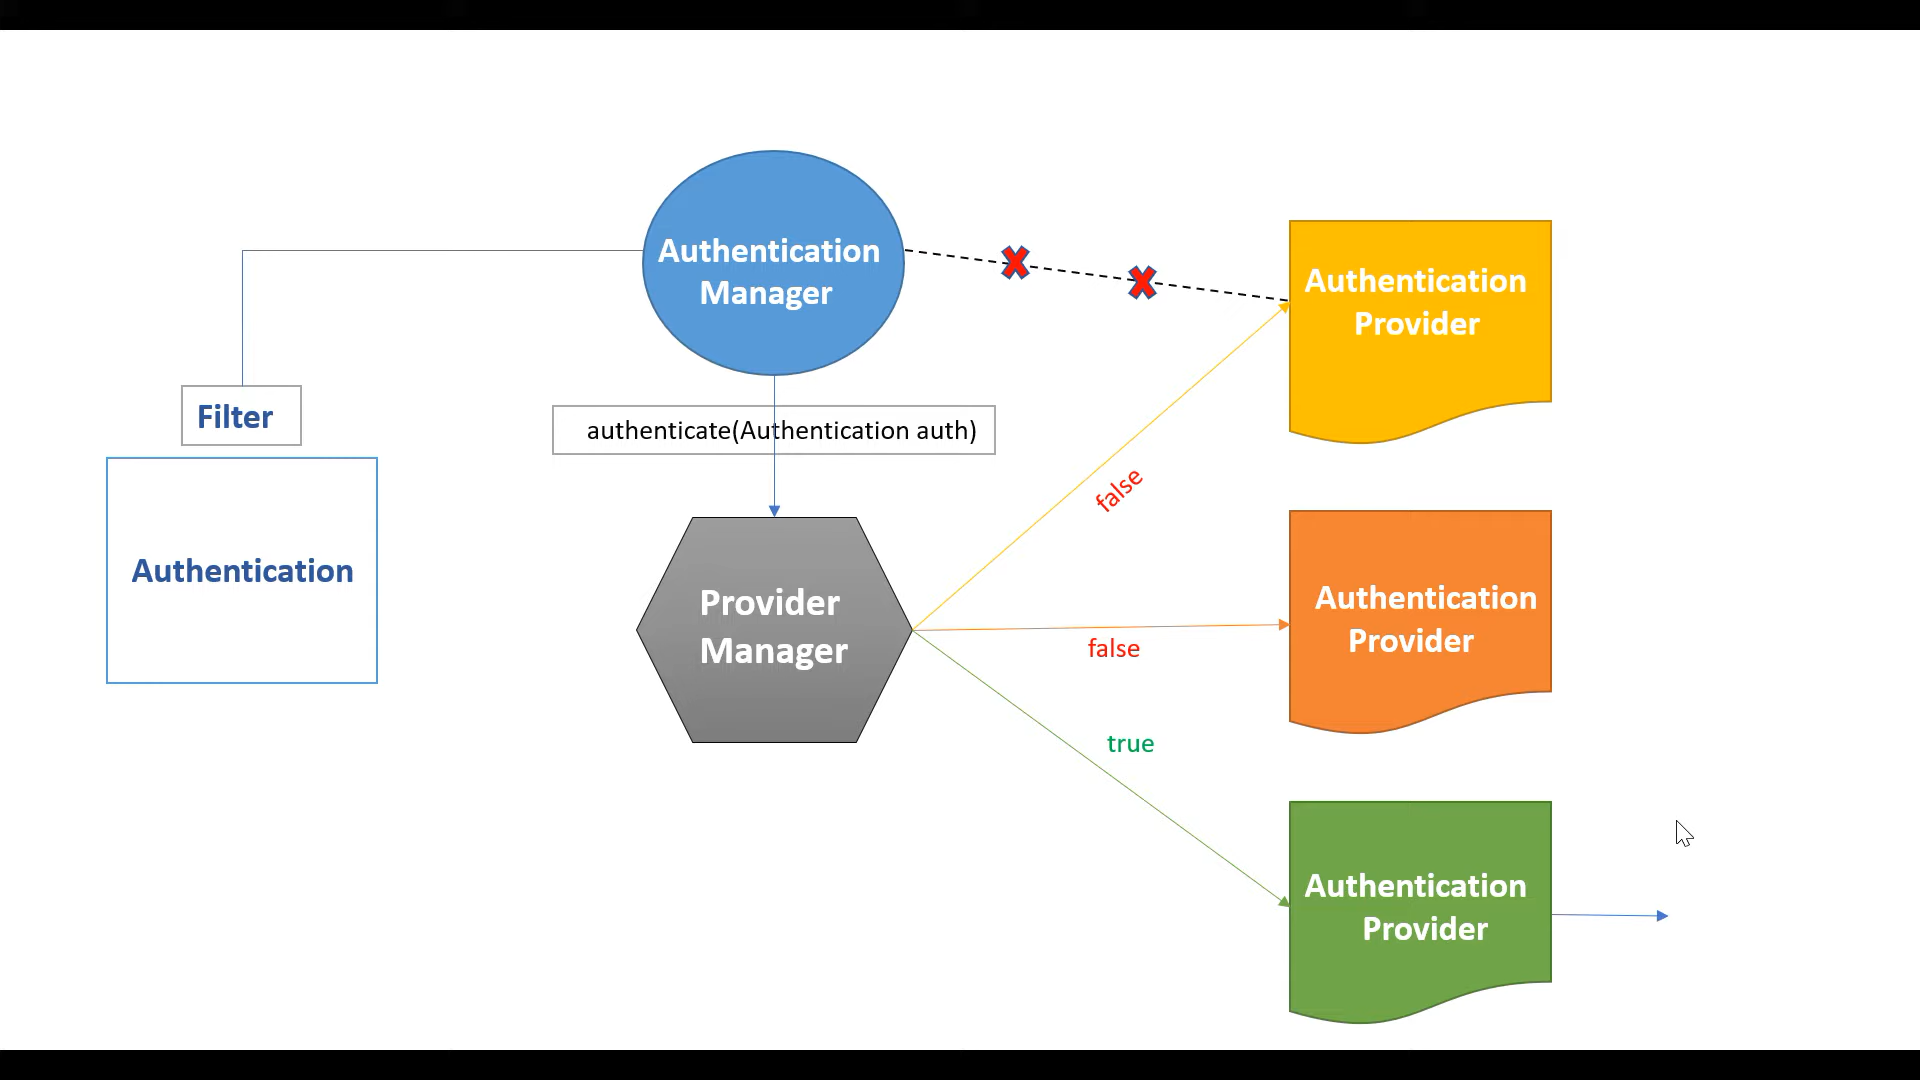 Authentication
Manager
Authentication
Provider
Filter
authenticate(Authentication auth)
false
Authentication
Provider
Manager
Authentication
Provider
false
true
Authentication
Provider